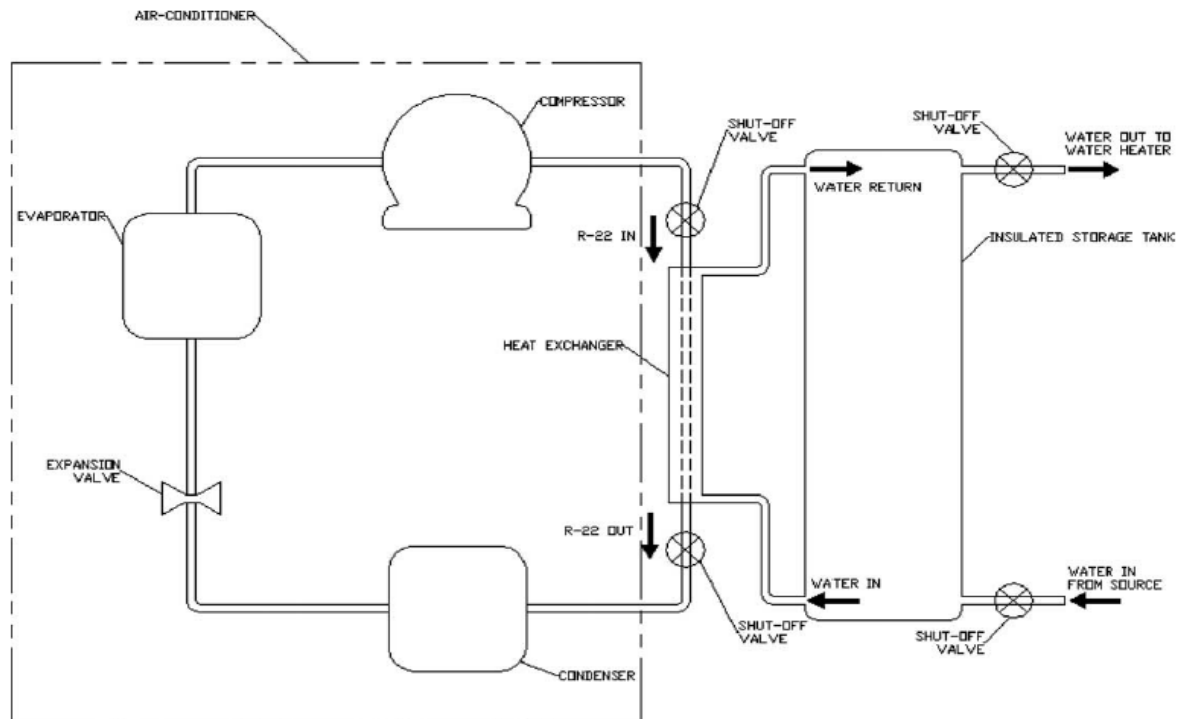 AIR-CONDITIONER
COMPRESSOR
SHUT-OFF
VALVE
SHUT-OFF
VALVE
WATER OUT TO
WATER HEATER
WATER RETURN
EVAPORATOR
R-22 IN
INSULATED STORAGE TANK
HEAT EXCHANGER
EXPANSION
VALVE
R-22 OUT
WATER IN
WATER IN
FROM SOURCE
SHUT-OFF
VALVE
SHUT-OFF
VALVE
CONDENSER